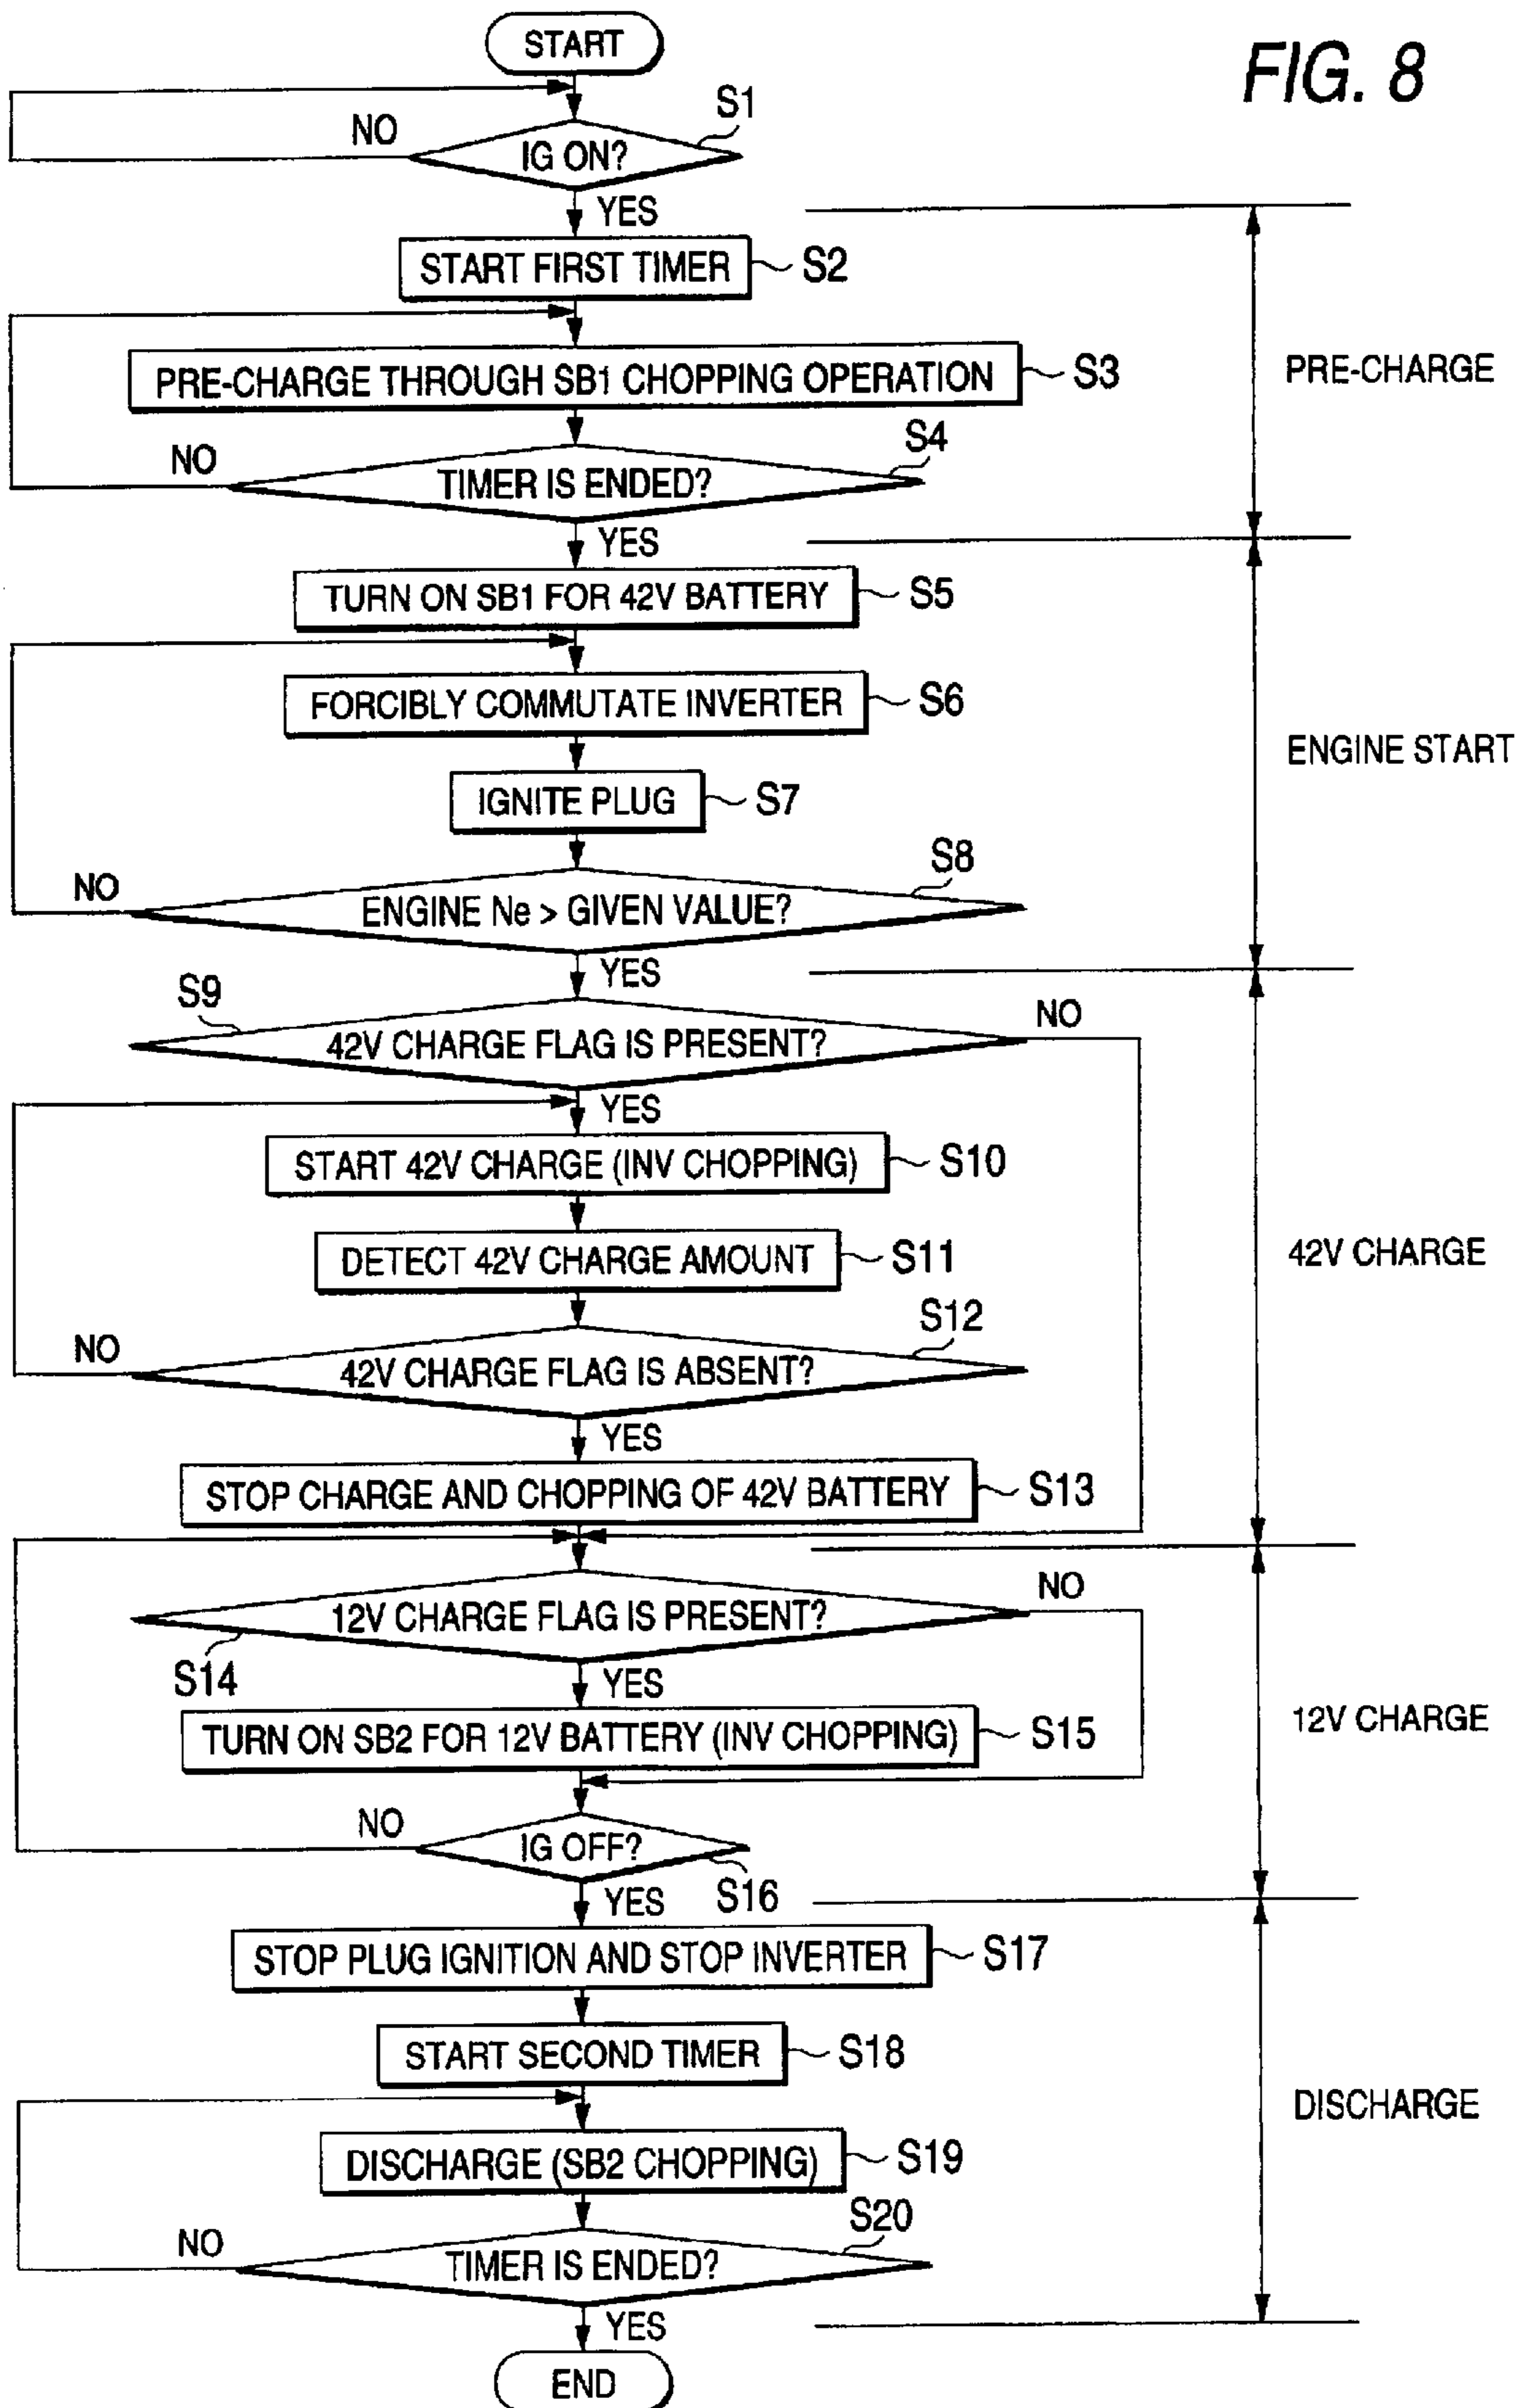 FIG. 8
START
S1
NO
IG ON?
YES
START FIRST TIMER
S2
PRE-CHARGE THROUGH SB1 CHOPPING OPERATION
S3
PRE-CHARGE
S4
NO
TIMER IS ENDED?
YES
TURN ON SB1 FOR 42V BATTERY
S5
FORCIBLY COMMUTATE INVERTER
S6
ENGINE START
IGNITE PLUG
S7
S8
NO
ENGINE Ne > GIVEN VALUE?
YES
S9
NO
42V CHARGE FLAG IS PRESENT?
YES
START 42V CHARGE (INV CHOPPING)
S10
DETECT 42V CHARGE AMOUNT
S11
42V CHARGE
S12
NO
42V CHARGE FLAG IS ABSENT?
YES
STOP CHARGE AND CHOPPING OF 42V BATTERY
S13
NO
12V CHARGE FLAG IS PRESENT?
S14
YES
TURN ON SB2 FOR 12V BATTERY (INV CHOPPING)
S15
12V CHARGE
NO
IG OFF?
S16
YES
STOP PLUG IGNITION AND STOP INVERTER
S17
START SECOND TIMER
S18
DISCHARGE
DISCHARGE (SB2 CHOPPING)
S19
S20
NO
TIMER IS ENDED?
YES
END